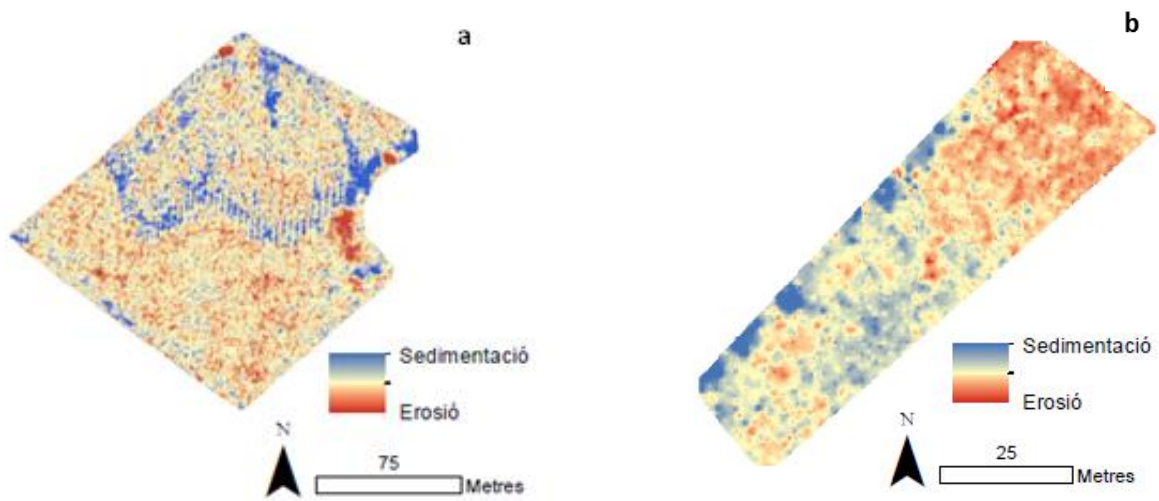 a
Sedimentació
Erosió
N
75
Metres
b
Sedimentació
Erosió
N
25
Metres